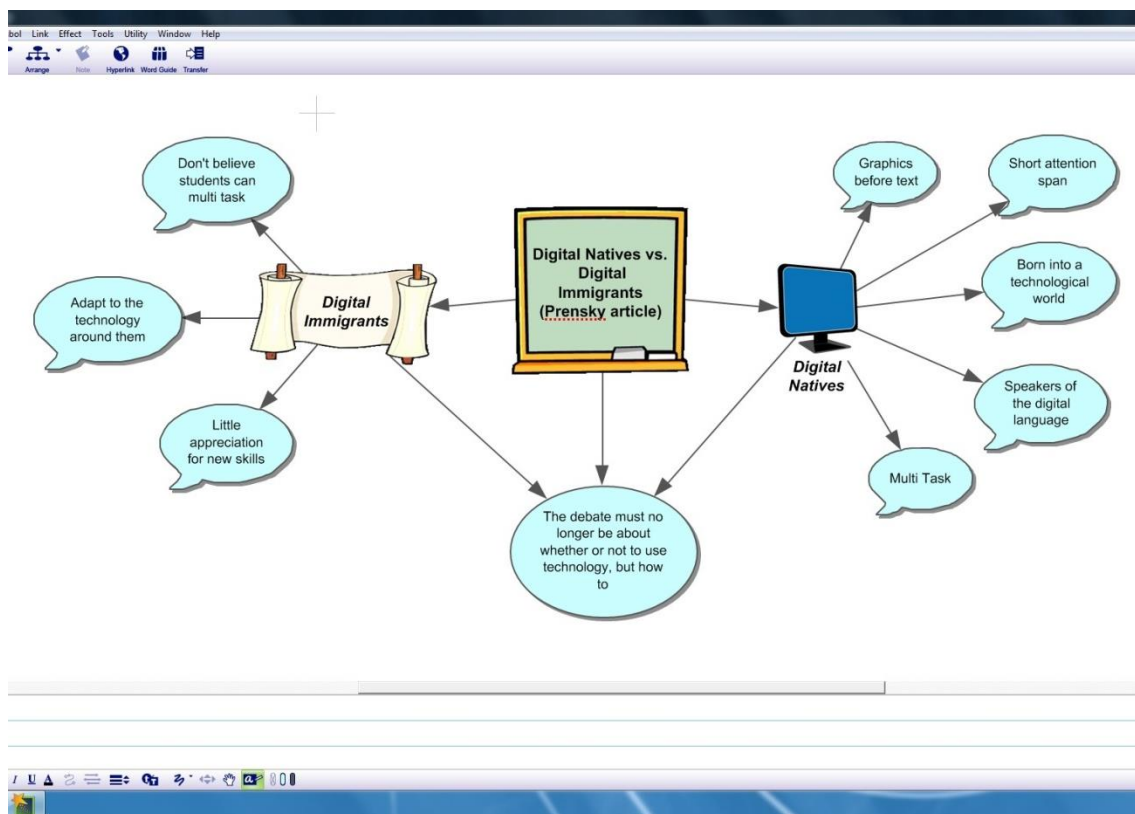 bol Link Effect Tools Utility Window Help
Arrange Note Hyperlink Word Guide Transfer
Don't believe
students can
multi task
Adapt to the
technology
around them
Little
appreciation
for new skills
Digital
Immigrants
Digital Natives vs.
Digital
Immigrants
(Prensky article)
Digital
Natives
Graphics
before text
Short attention
span
Born into a
technological
world
Speakers of
the digital
language
Multi Task
The debate must no
longer be about
whether or not to use
technology, but how
to
I U A